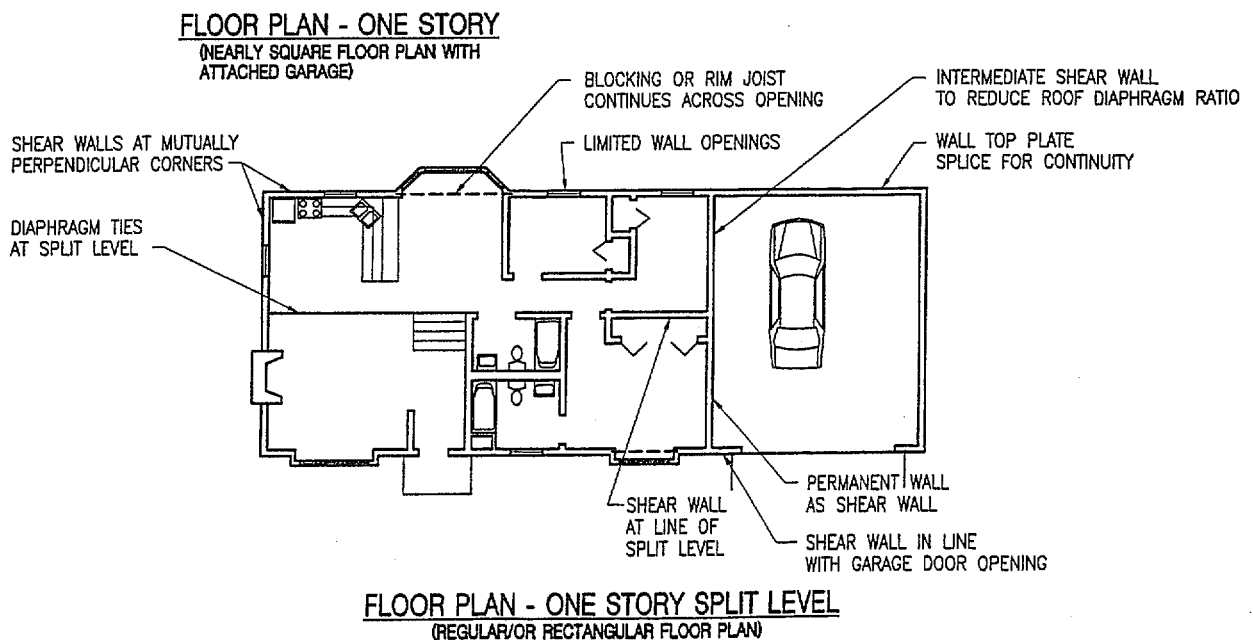 FLOOR PLAN - ONE STORY
(NEARLY SQUARE FLOOR PLAN WITH
ATTACHED GARAGE)
BLOCKING OR RIM JOIST
CONTINUES ACROSS OPENING
INTERMEDIATE SHEAR WALL
TO REDUCE ROOF DIAPHRAGM RATIO
SHEAR WALLS AT MUTUALLY
PERPENDICULAR CORNERS
LIMITED WALL OPENINGS
WALL TOP PLATE
SPLICE FOR CONTINUITY
DIAPHRAGM TIES
AT SPLIT LEVEL
SHEAR WALL
AT LINE OF
SPLIT LEVEL
PERMANENT WALL
AS SHEAR WALL
SHEAR WALL IN LINE
WITH GARAGE DOOR OPENING
FLOOR PLAN - ONE STORY SPLIT LEVEL
(REGULAR/OR RECTANGULAR FLOOR PLAN)